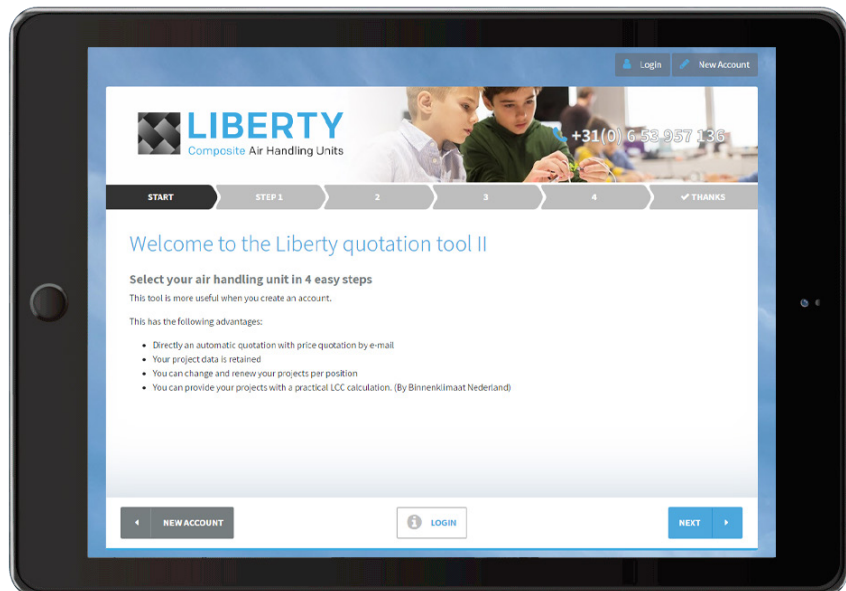 Login
New Account
LIBERTY
Composite Air Handling Units
+31(0) 6 53 957 136
START
STEP 1
2
3
4
THANKS
Welcome to the Liberty quotation tool II
Select your air handling unit in 4 easy steps
This tool is more useful when you create an account.
This has the following advantages:
Directly an automatic quotation with price quotation by e-mail
Your project data is retained
You can change and renew your projects per position
You can provide your projects with a practical LCC calculation. (By Binnenklimaat Nederland)
NEW ACCOUNT
LOGIN
NEXT